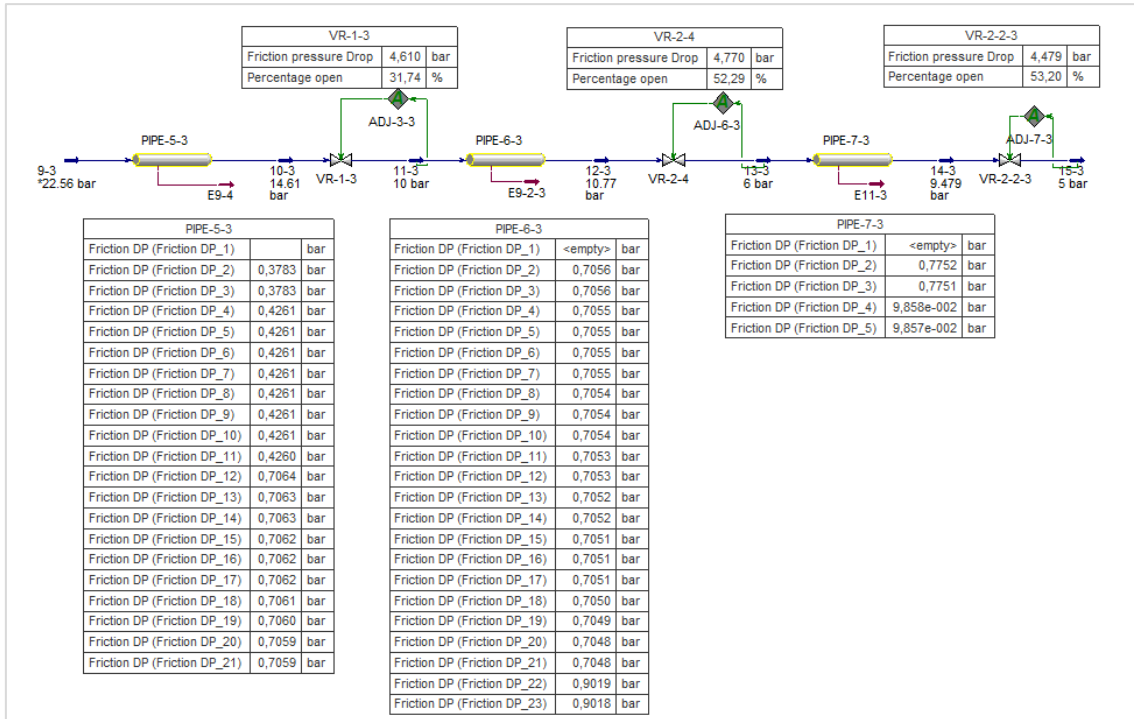 VR-1-3
Friction pressure Drop 4,610 bar
Percentage open 31,74 %
VR-2-4
Friction pressure Drop 4,770 bar
Percentage open 52,29 %
VR-2-2-3
Friction pressure Drop 4,479 bar
Percentage open 53,20 %
A
ADJ-3-3
A
ADJ-6-3
A
ADJ-7-3
PIPE-5-3
PIPE-6-3
PIPE-7-3
9-3
*22.56 bar
E9-4
10-3
14.61
bar
VR-1-3
11-3
10 bar
E9-2-3
12-3
10.77
bar
VR-2-4
13-3
6 bar
E11-3
14-3
9.479
bar
VR-2-2-3
15-3
5 bar
PIPE-5-3
Friction DP (Friction DP_1) bar
Friction DP (Friction DP_2) 0,3783 bar
Friction DP (Friction DP_3) 0,3783 bar
Friction DP (Friction DP_4) 0,4261 bar
Friction DP (Friction DP_5) 0,4261 bar
Friction DP (Friction DP_6) 0,4261 bar
Friction DP (Friction DP_7) 0,4261 bar
Friction DP (Friction DP_8) 0,4261 bar
Friction DP (Friction DP_9) 0,4261 bar
Friction DP (Friction DP_10) 0,4261 bar
Friction DP (Friction DP_11) 0,4260 bar
Friction DP (Friction DP_12) 0,7064 bar
Friction DP (Friction DP_13) 0,7063 bar
Friction DP (Friction DP_14) 0,7063 bar
Friction DP (Friction DP_15) 0,7062 bar
Friction DP (Friction DP_16) 0,7062 bar
Friction DP (Friction DP_17) 0,7062 bar
Friction DP (Friction DP_18) 0,7061 bar
Friction DP (Friction DP_19) 0,7060 bar
Friction DP (Friction DP_20) 0,7059 bar
Friction DP (Friction DP_21) 0,7059 bar
PIPE-6-3
Friction DP (Friction DP_1) <empty> bar
Friction DP (Friction DP_2) 0,7056 bar
Friction DP (Friction DP_3) 0,7056 bar
Friction DP (Friction DP_4) 0,7055 bar
Friction DP (Friction DP_5) 0,7055 bar
Friction DP (Friction DP_6) 0,7055 bar
Friction DP (Friction DP_7) 0,7055 bar
Friction DP (Friction DP_8) 0,7054 bar
Friction DP (Friction DP_9) 0,7054 bar
Friction DP (Friction DP_10) 0,7054 bar
Friction DP (Friction DP_11) 0,7053 bar
Friction DP (Friction DP_12) 0,7053 bar
Friction DP (Friction DP_13) 0,7052 bar
Friction DP (Friction DP_14) 0,7052 bar
Friction DP (Friction DP_15) 0,7051 bar
Friction DP (Friction DP_16) 0,7051 bar
Friction DP (Friction DP_17) 0,7051 bar
Friction DP (Friction DP_18) 0,7050 bar
Friction DP (Friction DP_19) 0,7049 bar
Friction DP (Friction DP_20) 0,7048 bar
Friction DP (Friction DP_21) 0,7048 bar
Friction DP (Friction DP_22) 0,9019 bar
Friction DP (Friction DP_23) 0,9018 bar
PIPE-7-3
Friction DP (Friction DP_1) <empty> bar
Friction DP (Friction DP_2) 0,7752 bar
Friction DP (Friction DP_3) 0,7751 bar
Friction DP (Friction DP_4) 9,858e-002 bar
Friction DP (Friction DP_5) 9,857e-002 bar